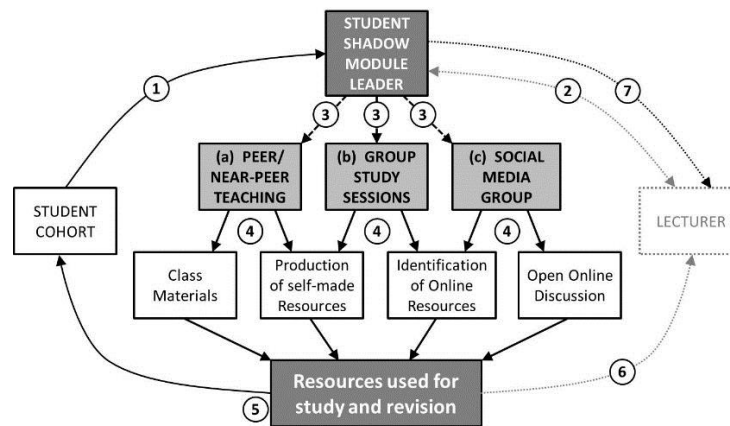 STUDENT
SHADOW
MODULE
LEADER
1
2
7
3
3
3
(a) PEER/
NEAR-PEER
TEACHING
(b) GROUP
STUDY
SESSIONS
(c) SOCIAL
MEDIA
GROUP
STUDENT
COHORT
LECTURER
4
4
4
Class
Materials
Production
of self-made
Resources
Identification
of Online
Resources
Open Online
Discussion
Resources used for
study and revision
5
6